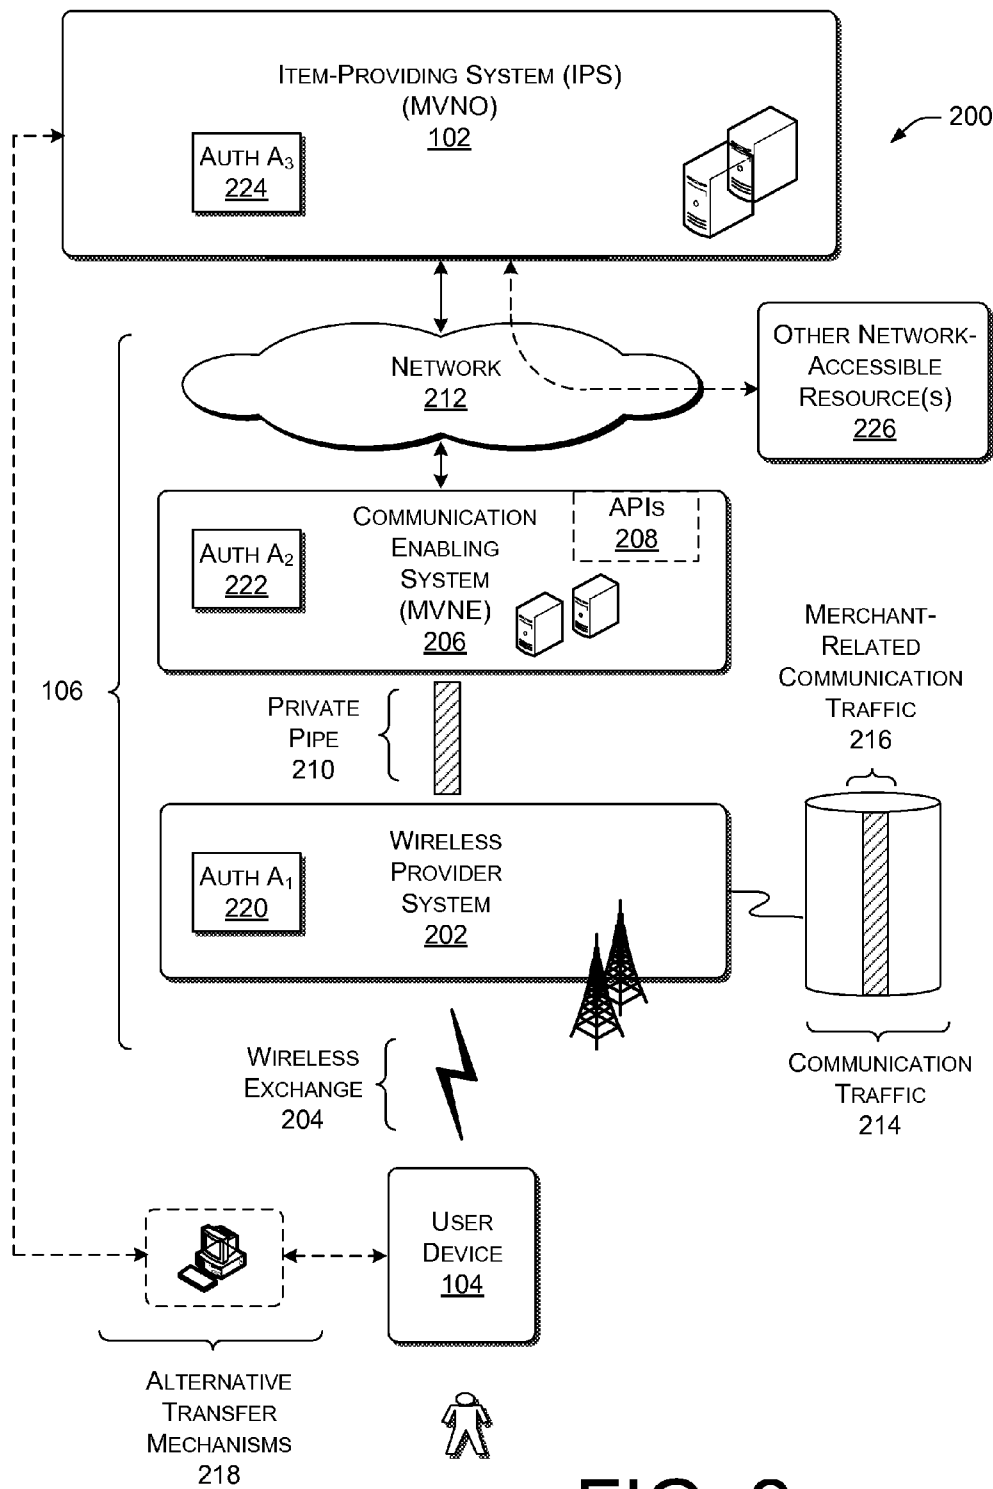 ITEM-PROVIDING SYSTEM (IPS)
(MVNO)
102
AUTH A3
224
200
NETWORK
212
OTHER NETWORK-
ACCESSIBLE
RESOURCE(S)
226
COMMUNICATION
ENABLING
SYSTEM
(MVNE)
206
APIS
208
AUTH A2
222
106
PRIVATE
PIPE
210
MERCHANT-
RELATED
COMMUNICATION
TRAFFIC
216
WIRELESS
PROVIDER
SYSTEM
202
AUTH A1
220
COMMUNICATION
TRAFFIC
214
WIRELESS
EXCHANGE
204
USER
DEVICE
104
ALTERNATIVE
TRANSFER
MECHANISMS
218
FIG.